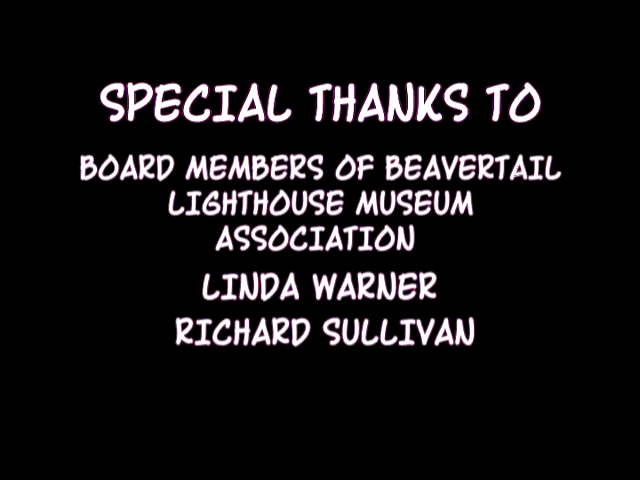 SPECIAL THANKS TO
BOARD MEMBERS OF BEAVERTAIL
LIGHTHOUSE MUSEUM
ASSOCIATION
LINDA WARNER
RICHARD SULLIVAN